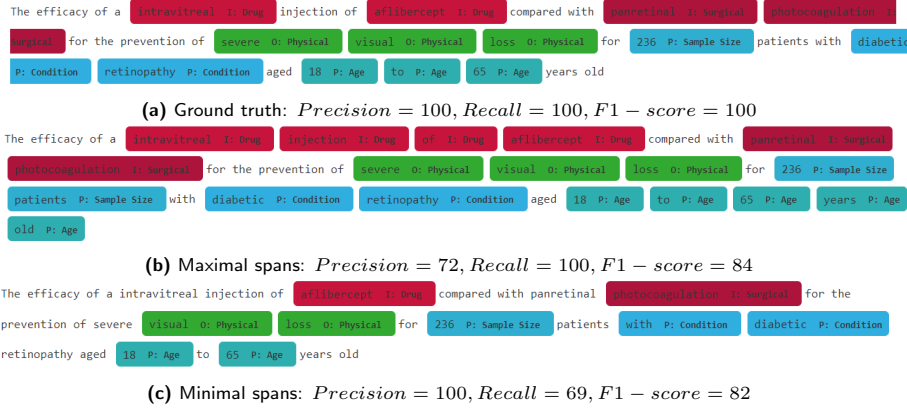 The efficacy of a intravitreal I: Drug injection of aflibercept I: Drug compared with panretinal I: Surgical photocoagulation I:
Surgical for the prevention of severe O: Physical visual O: Physical loss O: Physical for 236 P: Sample Size patients with diabetic
P: Condition retinopathy P: Condition aged 18 P: Age to P: Age 65 P: Age years old
(a) Ground truth: Precision = 100, Recall = 100, F1 − score = 100
The efficacy of a intravitreal I: Drug injection I: Drug of I: Drug aflibercept I: Drug compared with panretinal I: Surgical
photocoagulation I: Surgical for the prevention of severe O: Physical visual O: Physical loss O: Physical for 236 P: Sample Size
patients P: Sample Size with diabetic P: Condition retinopathy P: Condition aged 18 P: Age to P: Age 65 P: Age years P: Age
old P: Age
(b) Maximal spans: Precision = 72, Recall = 100, F1 − score = 84
The efficacy of a intravitreal injection of aflibercept I: Drug compared with panretinal photocoagulation I: Surgical for the
prevention of severe visual O: Physical loss O: Physical for 236 P: Sample Size patients with P: Condition diabetic P: Condition
retinopathy aged 18 P: Age to 65 P: Age years old
(c) Minimal spans: Precision = 100, Recall = 69, F1 − score = 82